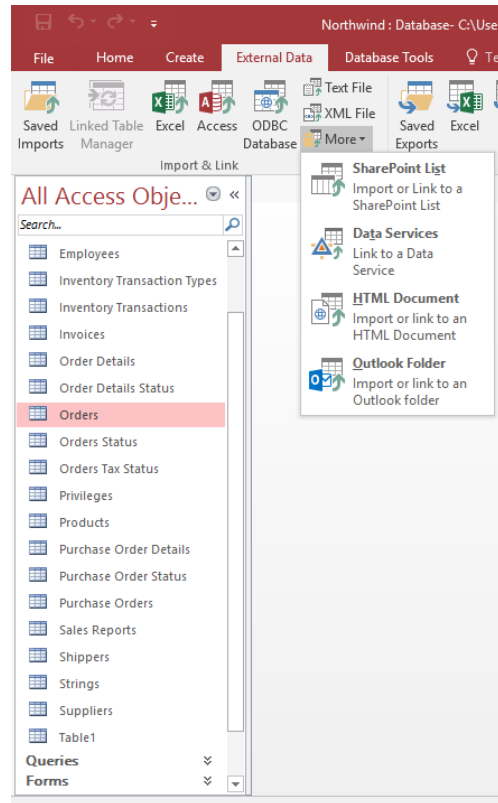 Northwind : Database- C:\Use
File Home Create External Data Database Tools Te
Saved Imports
Linked Table Manager
Excel
Access
ODBC Database
Text File
XML File
More
Saved Exports
Excel
Import & Link
SharePoint List
Import or Link to a
SharePoint List
Data Services
Link to a Data
Service
HTML Document
Import or link to an
HTML Document
Outlook Folder
Import or link to an
Outlook folder
All Access Obje... «
Search...
Employees
Inventory Transaction Types
Inventory Transactions
Invoices
Order Details
Order Details Status
Orders
Orders Status
Orders Tax Status
Privileges
Products
Purchase Order Details
Purchase Order Status
Purchase Orders
Sales Reports
Shippers
Strings
Suppliers
Table1
Queries
Forms